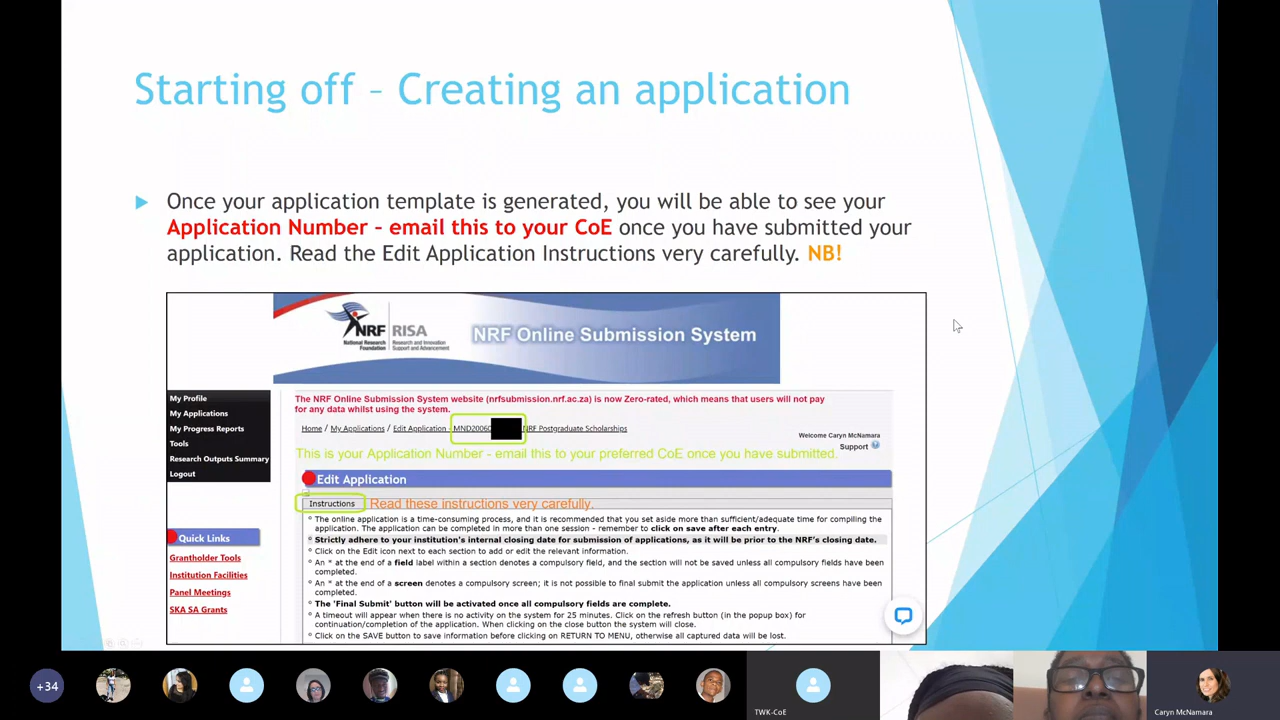 Starting off – Creating an application
Once your application template is generated, you will be able to see your
Application Number – email this to your CoE once you have submitted your
application. Read the Edit Application Instructions very carefully. NB!
NRF
National Research
Foundation
RISA
Research and Innovation
Support and Advancement
NRF Online Submission System
My Profile
My Applications
My Progress Reports
Tools
Research Outputs Summary
Logout
Quick Links
Grantholder Tools
Institution Facilities
Panel Meetings
SKA SA Grants
The NRF Online Submission System website (nrfsubmission.nrf.ac.za) is now Zero-rated, which means that users will not pay
for any data whilst using the system.
Home / My Applications / Edit Application - MND20060 NRF Postgraduate Scholarships
Welcome Caryn McNamara
Support
This is your Application Number - email this to your preferred CoE once you have submitted.
Edit Application
Instructions Read these instructions very carefully.
° The online application is a time-consuming process, and it is recommended that you set aside more than sufficient/adequate time for compiling the
application. The application can be completed in more than one session - remember to click on save after each entry.
° Strictly adhere to your institution's internal closing date for submission of applications, as it will be prior to the NRF's closing date.
° Click on the Edit icon next to each section to add or edit the relevant information.
° An * at the end of a field label within a section denotes a compulsory field, and the section will not be saved unless all compulsory fields have been
completed.
° An * at the end of a screen denotes a compulsory screen; it is not possible to final submit the application unless all compulsory screens have been
completed.
° The 'Final Submit' button will be activated once all compulsory fields are complete.
° A timeout will appear when there is no activity on the system for 25 minutes. Click on the refresh button (in the popup box) for
continuation/completion of the application. When clicking on the close button the system will close.
° Click on the SAVE button to save information before clicking on RETURN TO MENU, otherwise all captured data will be lost.
+34
TWK-CoE
Caryn McNamara